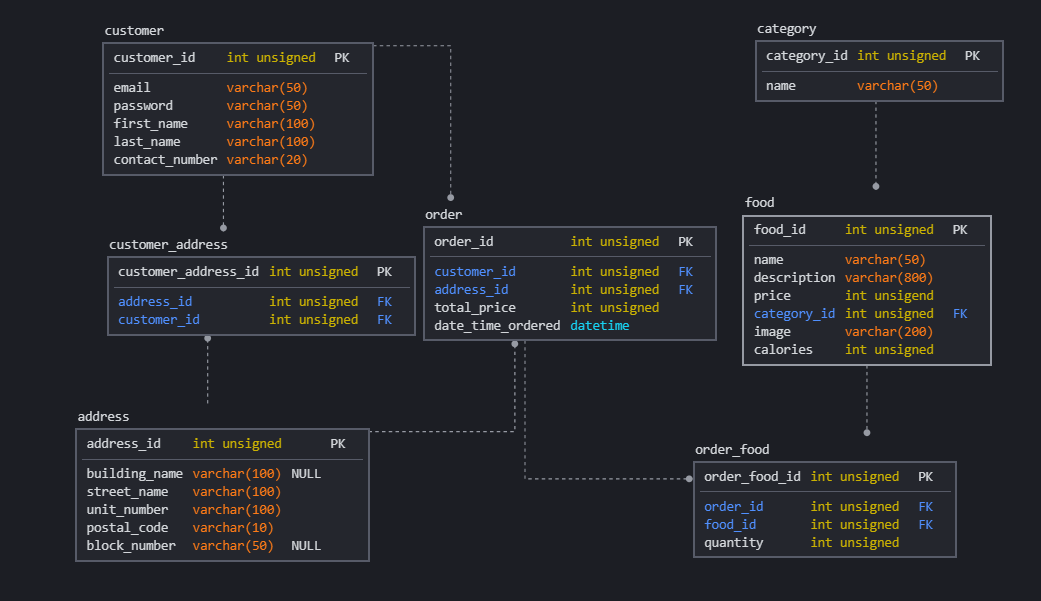 customer
customer_id int unsigned PK
email varchar(50)
password varchar(50)
first_name varchar(100)
last_name varchar(100)
contact_number varchar(20)
category
category_id int unsigned PK
name varchar(50)
customer_address
customer_address_id int unsigned PK
address_id int unsigned FK
customer_id int unsigned FK
order
order_id int unsigned PK
customer_id int unsigned FK
address_id int unsigned FK
total_price int unsigned
date_time_ordered datetime
food
food_id int unsigned PK
name varchar(50)
description varchar(800)
price int unsigend
category_id int unsigned FK
image varchar(200)
calories int unsigned
address
address_id int unsigned PK
building_name varchar(100) NULL
street_name varchar(100)
unit_number varchar(100)
postal_code varchar(10)
block_number varchar(50) NULL
order_food
order_food_id int unsigned PK
order_id int unsigned FK
food_id int unsigned FK
quantity int unsigned